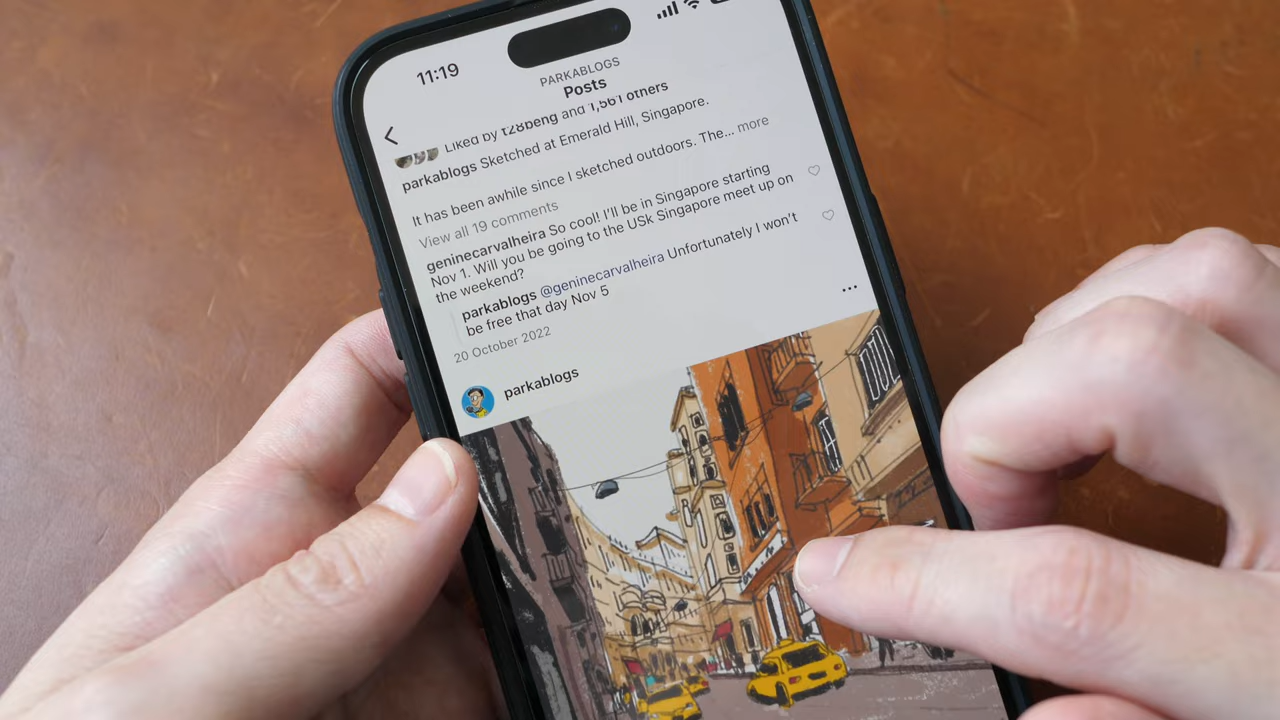 11:19
PARKABLOGS
Posts
Liked by tzbpeng and 1,561 others
parkablogs Sketched at Emerald Hill, Singapore.
It has been awhile since I sketched outdoors. The... more
View all 19 comments
geninecarvalheira So cool! I'll be in Singapore starting
Nov 1. Will you be going to the USk Singapore meet up on
the weekend?
parkablogs @geninecarvalheira Unfortunately I won't
be free that day Nov 5
20 October 2022
parkablogs